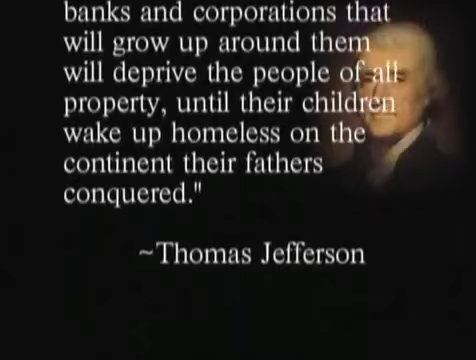 banks and corporations that
will grow up around them
will deprive the people of all
property, until their children
wake up homeless on the
continent their fathers
conquered."
~Thomas Jefferson